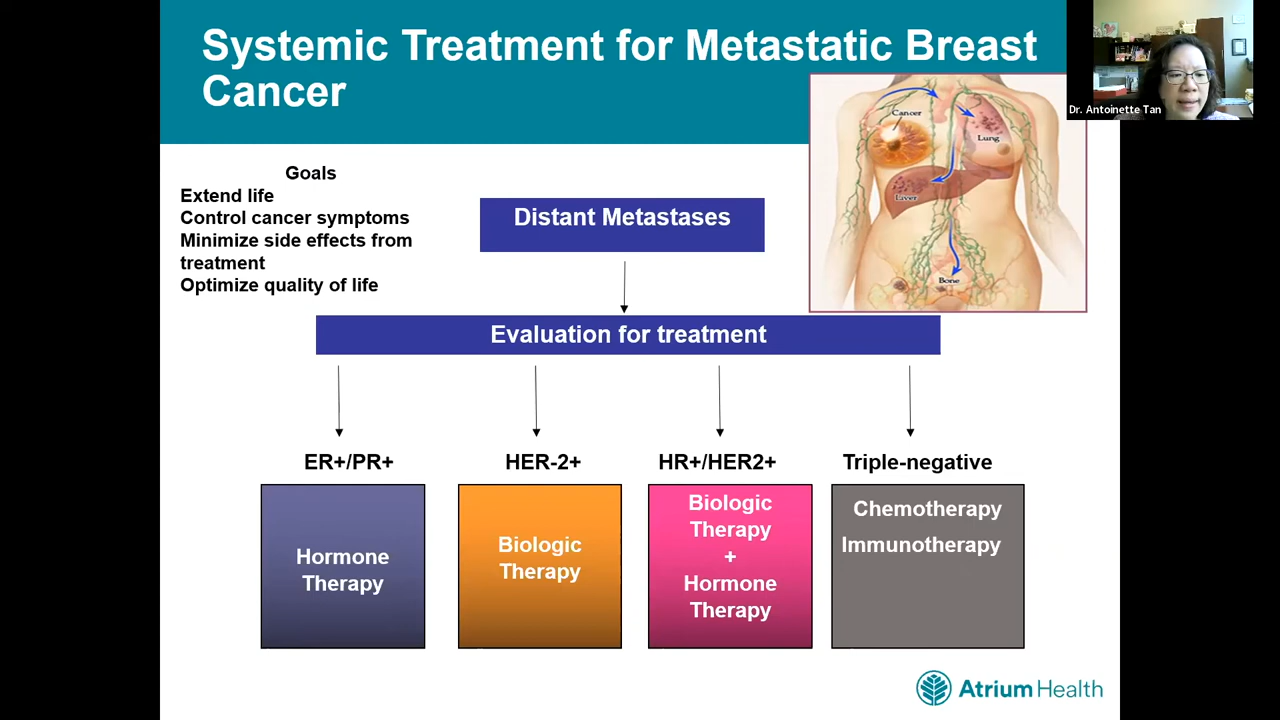 Systemic Treatment for Metastatic Breast
Cancer
Dr. Antoinette Tan
Cancer
Lung
Liver
Bone
Goals
Extend life
Control cancer symptoms
Minimize side effects from
treatment
Optimize quality of life
Distant Metastases
Evaluation for treatment
ER+/PR+
HER-2+
HR+/HER2+
Triple-negative
Hormone
Therapy
Biologic
Therapy
Biologic
Therapy
+
Hormone
Therapy
Chemotherapy
Immunotherapy
Atrium Health